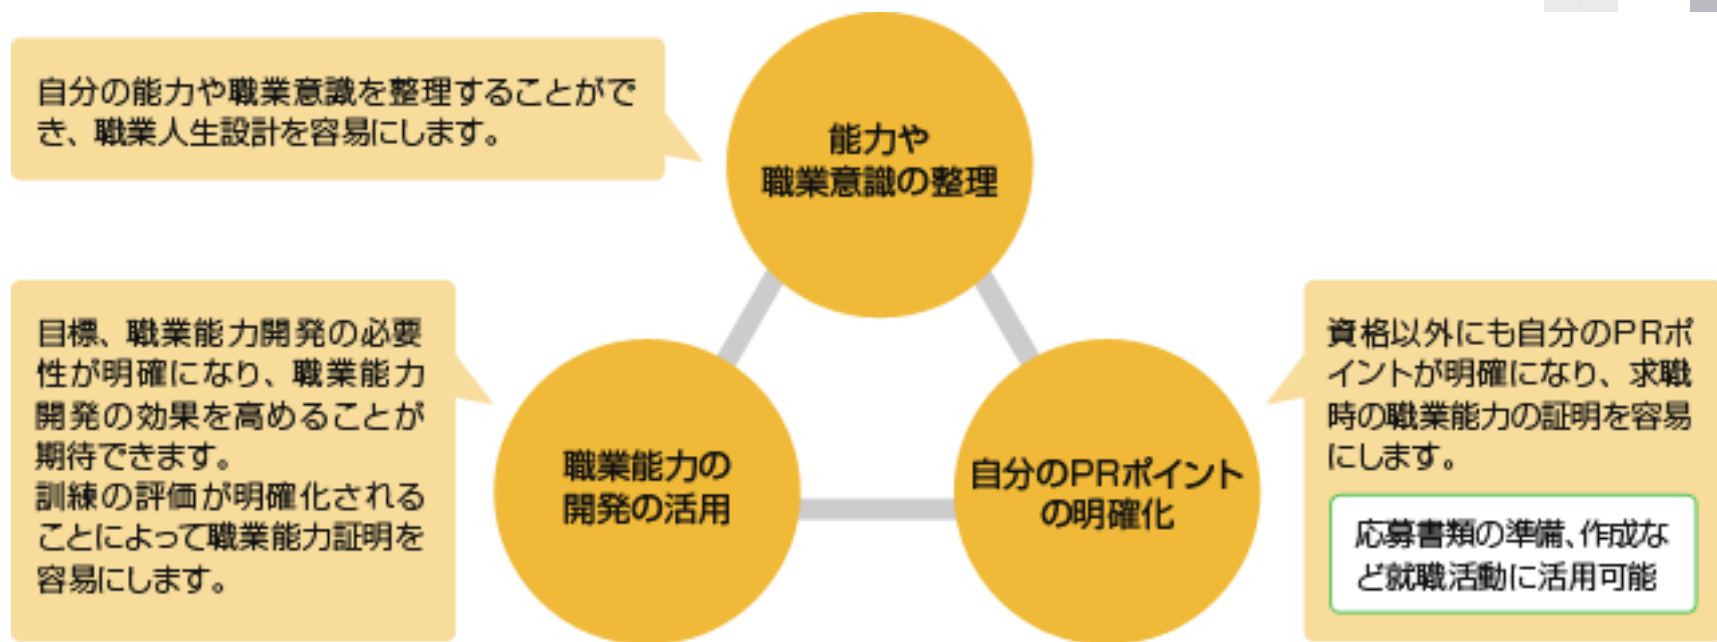 自分の能力や職業意識を整理することがで
き、職業人生設計を容易にします。
能力や
職業意識の整理
目標、職業能力開発の必要
性が明確になり、職業能力
開発の効果を高めることが
期待できます。
訓練の評価が明確化される
ことによって職業能力証明を
容易にします。
職業能力の
開発の活用
自分のPRポイント
の明確化
資格以外にも自分のPRポ
イントが明確になり、求職
時の職業能力の証明を容易
にします。
応募書類の準備、作成な
ど就職活動に活用可能